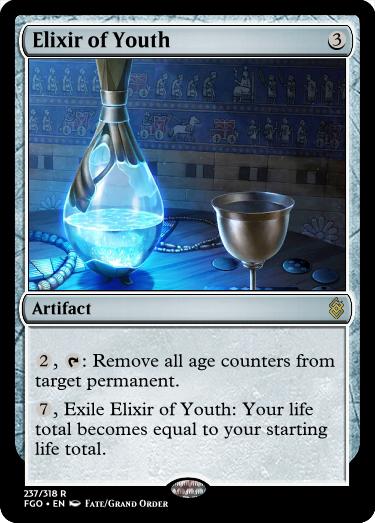 Elixir of Youth 3
Artifact
2, : Remove all age counters from
target permanent.
7, Exile Elixir of Youth: Your life
total becomes equal to your starting
life total.
237/318 R
FGO • EN Fate/Grand Order